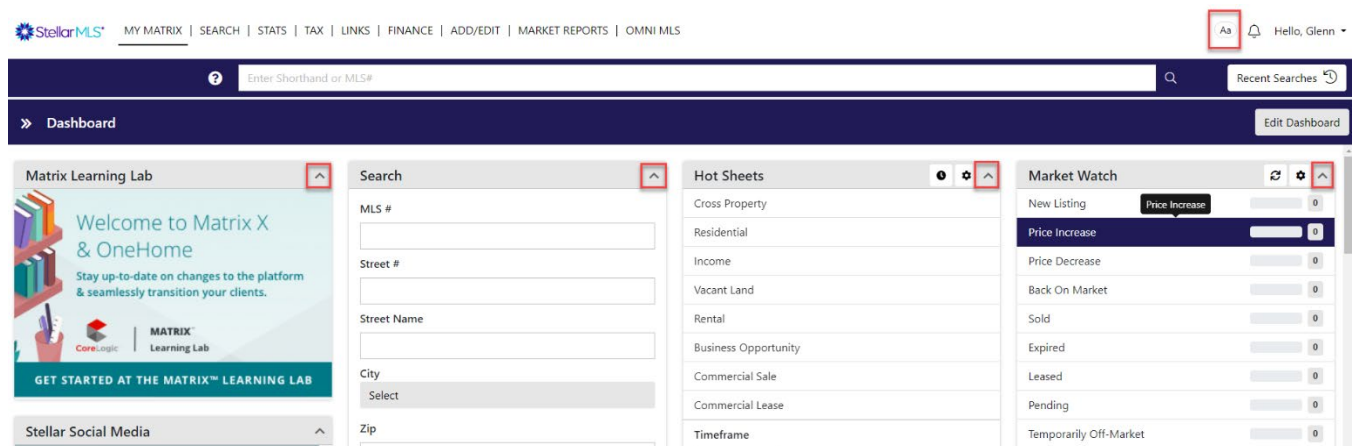 StellarMLS MY MATRIX | SEARCH | STATS | TAX | LINKS | FINANCE | ADD/EDIT | MARKET REPORTS | OMNI MLS Aa Hello, Glenn
? Enter Shorthand or MLS# Recent Searches
» Dashboard Edit Dashboard
Matrix Learning Lab
Welcome to Matrix X
& OneHome
Stay up-to-date on changes to the platform
& seamlessly transition your clients.
CoreLogic | MATRIX™
Learning Lab
GET STARTED AT THE MATRIX™ LEARNING LAB
Stellar Social Media
Search
MLS #
Street #
Street Name
City
Select
Zip
Hot Sheets
Cross Property
Residential
Income
Vacant Land
Rental
Business Opportunity
Commercial Sale
Commercial Lease
Timeframe
Market Watch
New Listing Price Increase 0
Price Increase 0
Price Decrease 0
Back On Market 0
Sold 0
Expired 0
Leased 0
Pending 0
Temporarily Off-Market 0